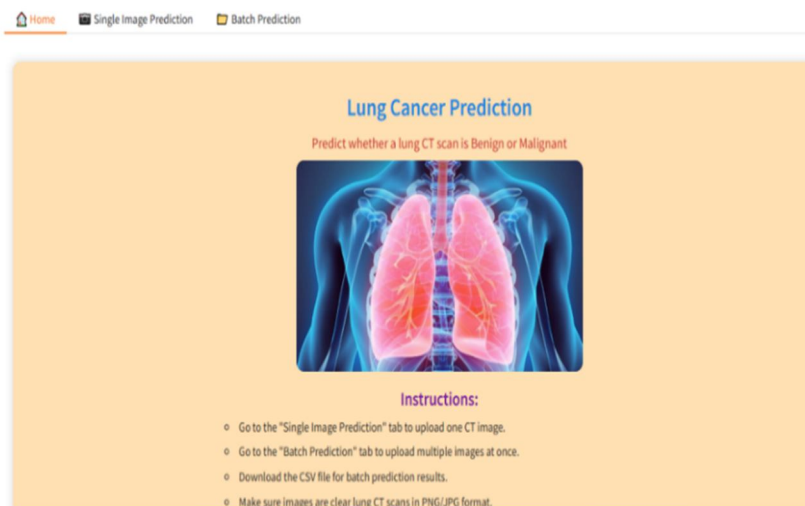 Home
Single Image Prediction
Batch Prediction
Lung Cancer Prediction
Predict whether a lung CT scan is Benign or Malignant
Instructions:
Go to the "Single Image Prediction" tab to upload one CT image.
Go to the "Batch Prediction" tab to upload multiple images at once.
Download the CSV file for batch prediction results.
Make sure images are clear lung CT scans in PNG/JPG format.